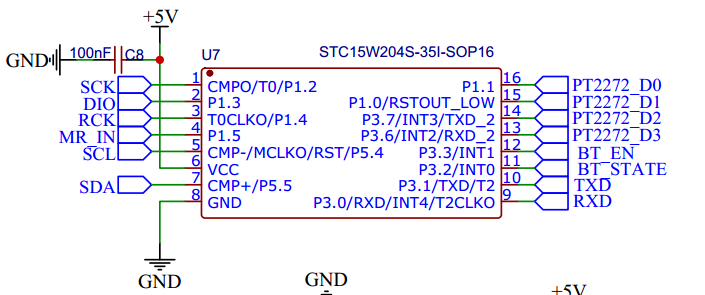 +5V
GND 100nF C8
U7 STC15W204S-35I-SOP16
SCK 1 CMPO/T0/P1.2 P1.1 16 PT2272_D0
DIO 2 P1.3 P1.0/RSTOUT_LOW 15 PT2272_D1
RCK 3 T0CLKO/P1.4 P3.7/INT3/TXD_2 14 PT2272_D2
MR_IN 4 P1.5 P3.6/INT2/RXD_2 13 PT2272_D3
SCL 5 CMP-/MCLKO/RST/P5.4 P3.3/INT1 12 BT_EN
6 VCC P3.2/INT0 11 BT_STATE
SDA 7 CMP+/P5.5 P3.1/TXD/T2 10 TXD
8 GND P3.0/RXD/INT4/T2CLKO 9 RXD
GND
GND
+5V